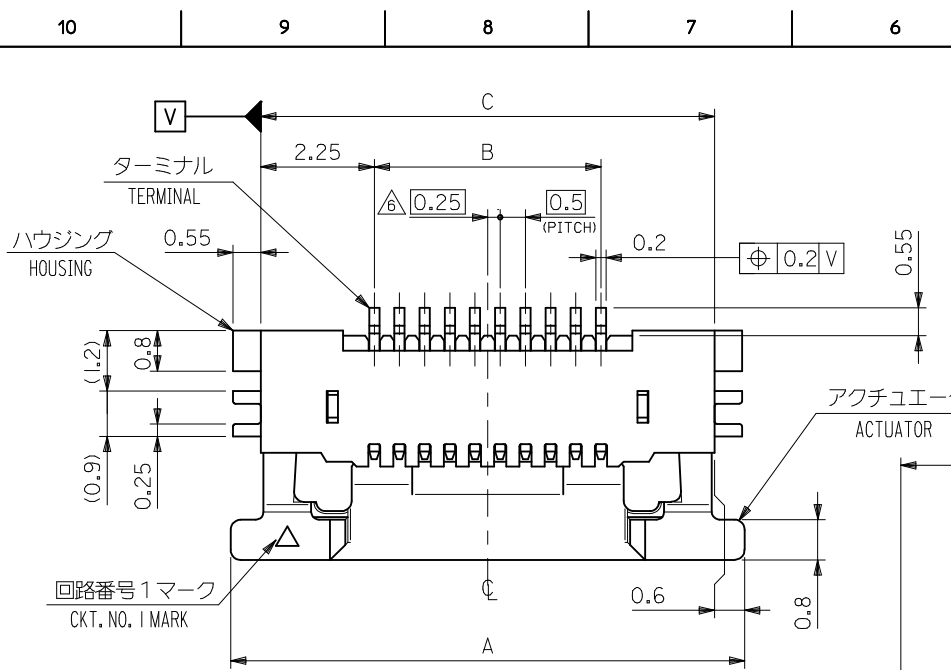 10 9 8 7 6
V
C
2.25
B
ターミナル
TERMINAL
6
0.25
0.5
(PITCH)
0.2
0.2 V
0.55
ハウジング
HOUSING
0.55
(1.2)
0.8
アクチュエー
ACTUATOR
(0.9)
0.25
回路番号1マーク
CKT. NO. 1 MARK
℄
0.6
0.8
A